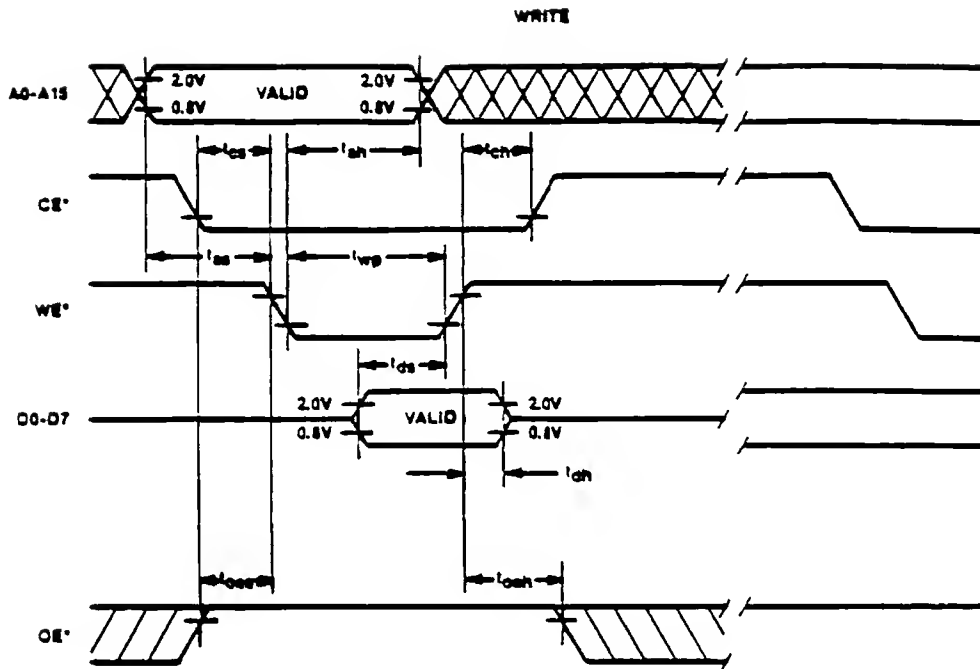 WRITE
A0-A15
2.0V
VALID
2.0V
0.8V
0.8V
tcs
tah
tch
CE*
tas
twp
WE*
tds
2.0V
VALID
2.0V
D0-D7
0.8V
0.8V
tdh
toes
toeh
OE*